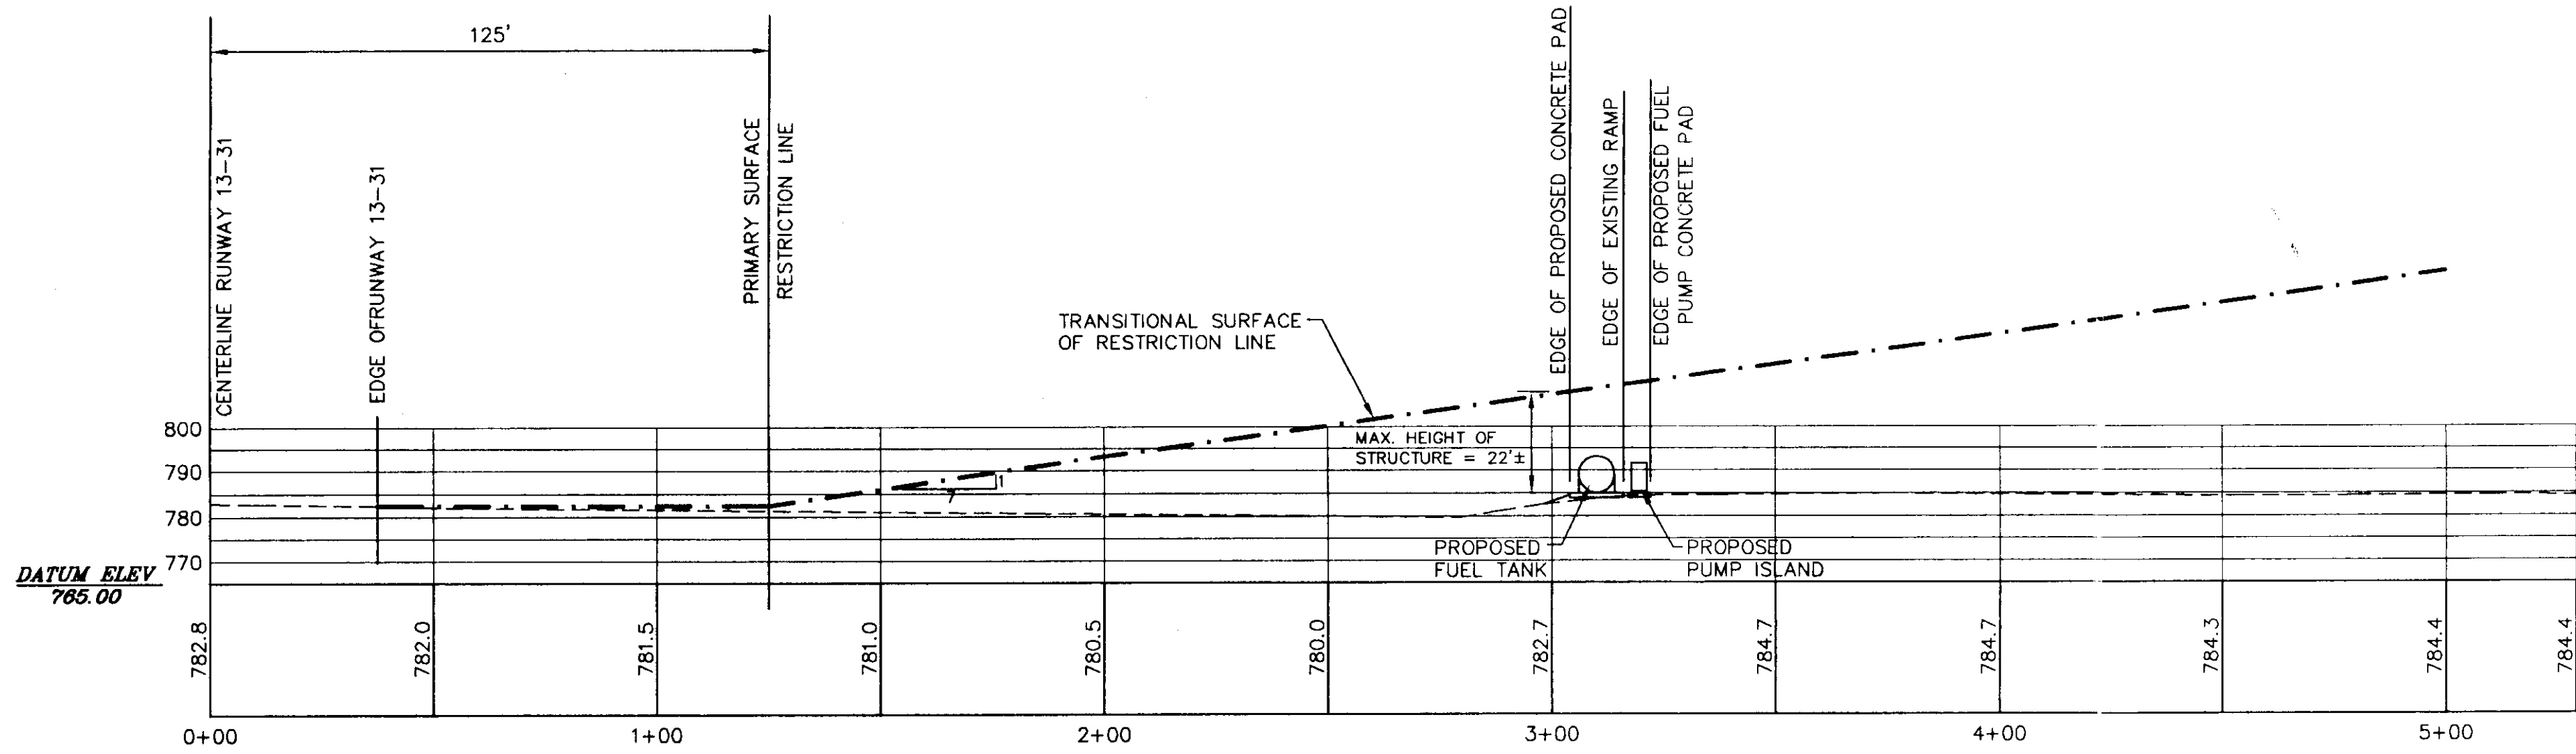 125'
CENTERLINE RUNWAY 13-31
EDGE OFRUNWAY 13-31
PRIMARY SURFACE
RESTRICTION LINE
TRANSITIONAL SURFACE
OF RESTRICTION LINE
EDGE OF PROPOSED CONCRETE PAD
EDGE OF EXISTING RAMP
EDGE OF PROPOSED FUEL
PUMP CONCRETE PAD
MAX. HEIGHT OF
STRUCTURE = 22'±
1
7
800
790
780
770
PROPOSED
FUEL TANK
PROPOSED
PUMP ISLAND
DATUM ELEV
765.00
782.8
782.0
781.5
781.0
780.5
780.0
782.7
784.7
784.7
784.3
784.4
784.4
0+00
1+00
2+00
3+00
4+00
5+00